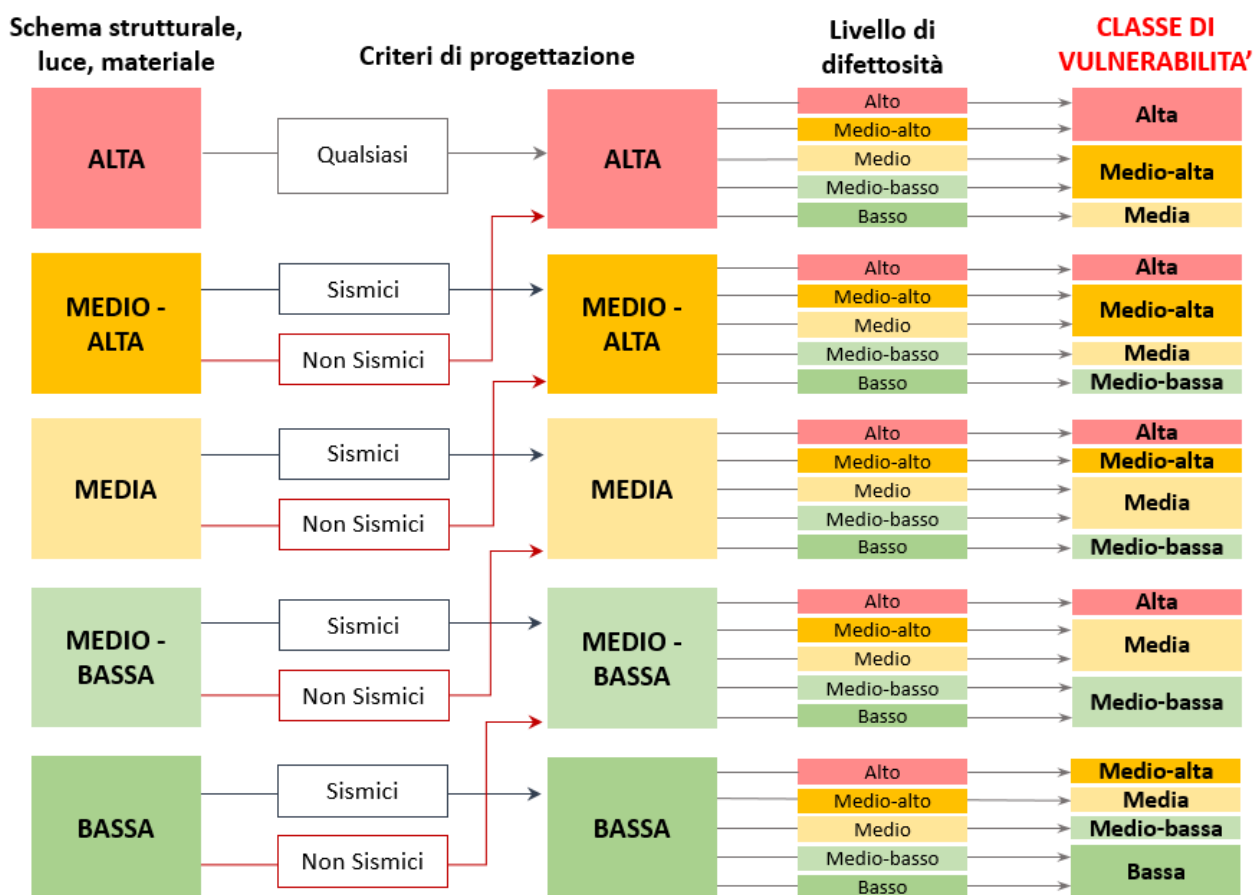 Schema strutturale,
luce, materiale
Criteri di progettazione
Livello di
difettosità
CLASSE DI
VULNERABILITA'
ALTA
Qualsiasi
ALTA
Alto
Medio-alto
Medio
Medio-basso
Basso
Alta
Medio-alta
Media
MEDIO -
ALTA
Sismici
Non Sismici
MEDIO -
ALTA
Alto
Medio-alto
Medio
Medio-basso
Basso
Alta
Medio-alta
Media
Medio-bassa
MEDIA
Sismici
Non Sismici
MEDIA
Alto
Medio-alto
Medio
Medio-basso
Basso
Alta
Medio-alta
Media
Medio-bassa
MEDIO -
BASSA
Sismici
Non Sismici
MEDIO -
BASSA
Alto
Medio-alto
Medio
Medio-basso
Basso
Alta
Media
Medio-bassa
BASSA
Sismici
Non Sismici
BASSA
Alto
Medio-alto
Medio
Medio-basso
Basso
Medio-alta
Media
Medio-bassa
Bassa